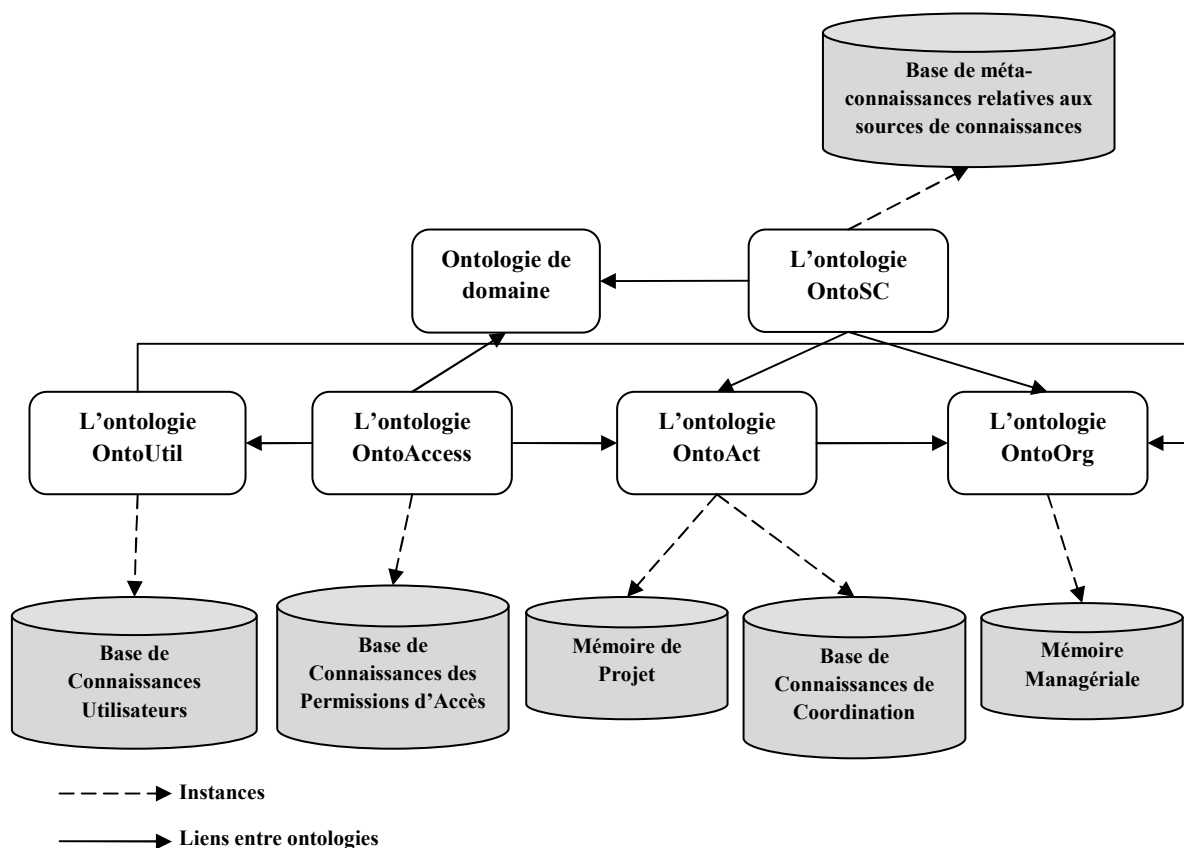 Base de méta-
connaissances relatives aux
sources de connaissances
Ontologie de
domaine
L’ontologie
OntoSC
L’ontologie
OntoUtil
L’ontologie
OntoAccess
L’ontologie
OntoAct
L’ontologie
OntoOrg
Base de
Connaissances
Utilisateurs
Base de
Connaissances des
Permissions d’Accès
Mémoire de
Projet
Base de
Connaissances de
Coordination
Mémoire
Managériale
Instances
Liens entre ontologies